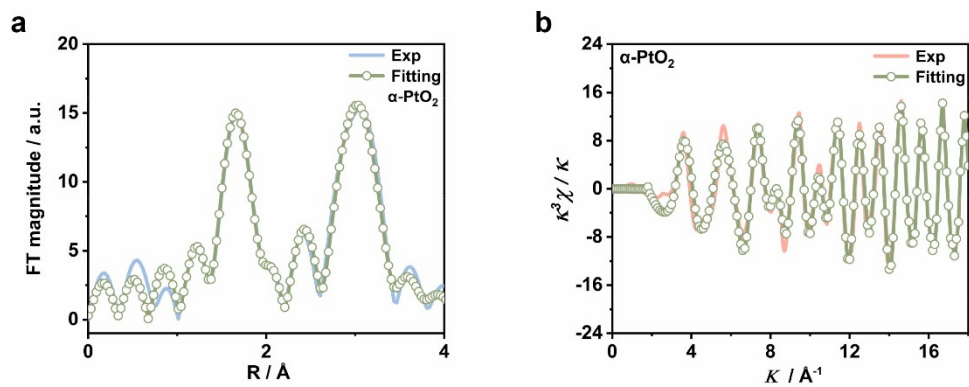 a
20
15
10
5
0
FT magnitude / a.u.
Exp
Fitting
α-PtO₂
0
2
4
R / Å
b
24
16
8
0
-8
-16
-24
κ³χ / κ
α-PtO₂
Exp
Fitting
0
4
8
12
16
K / Å⁻¹